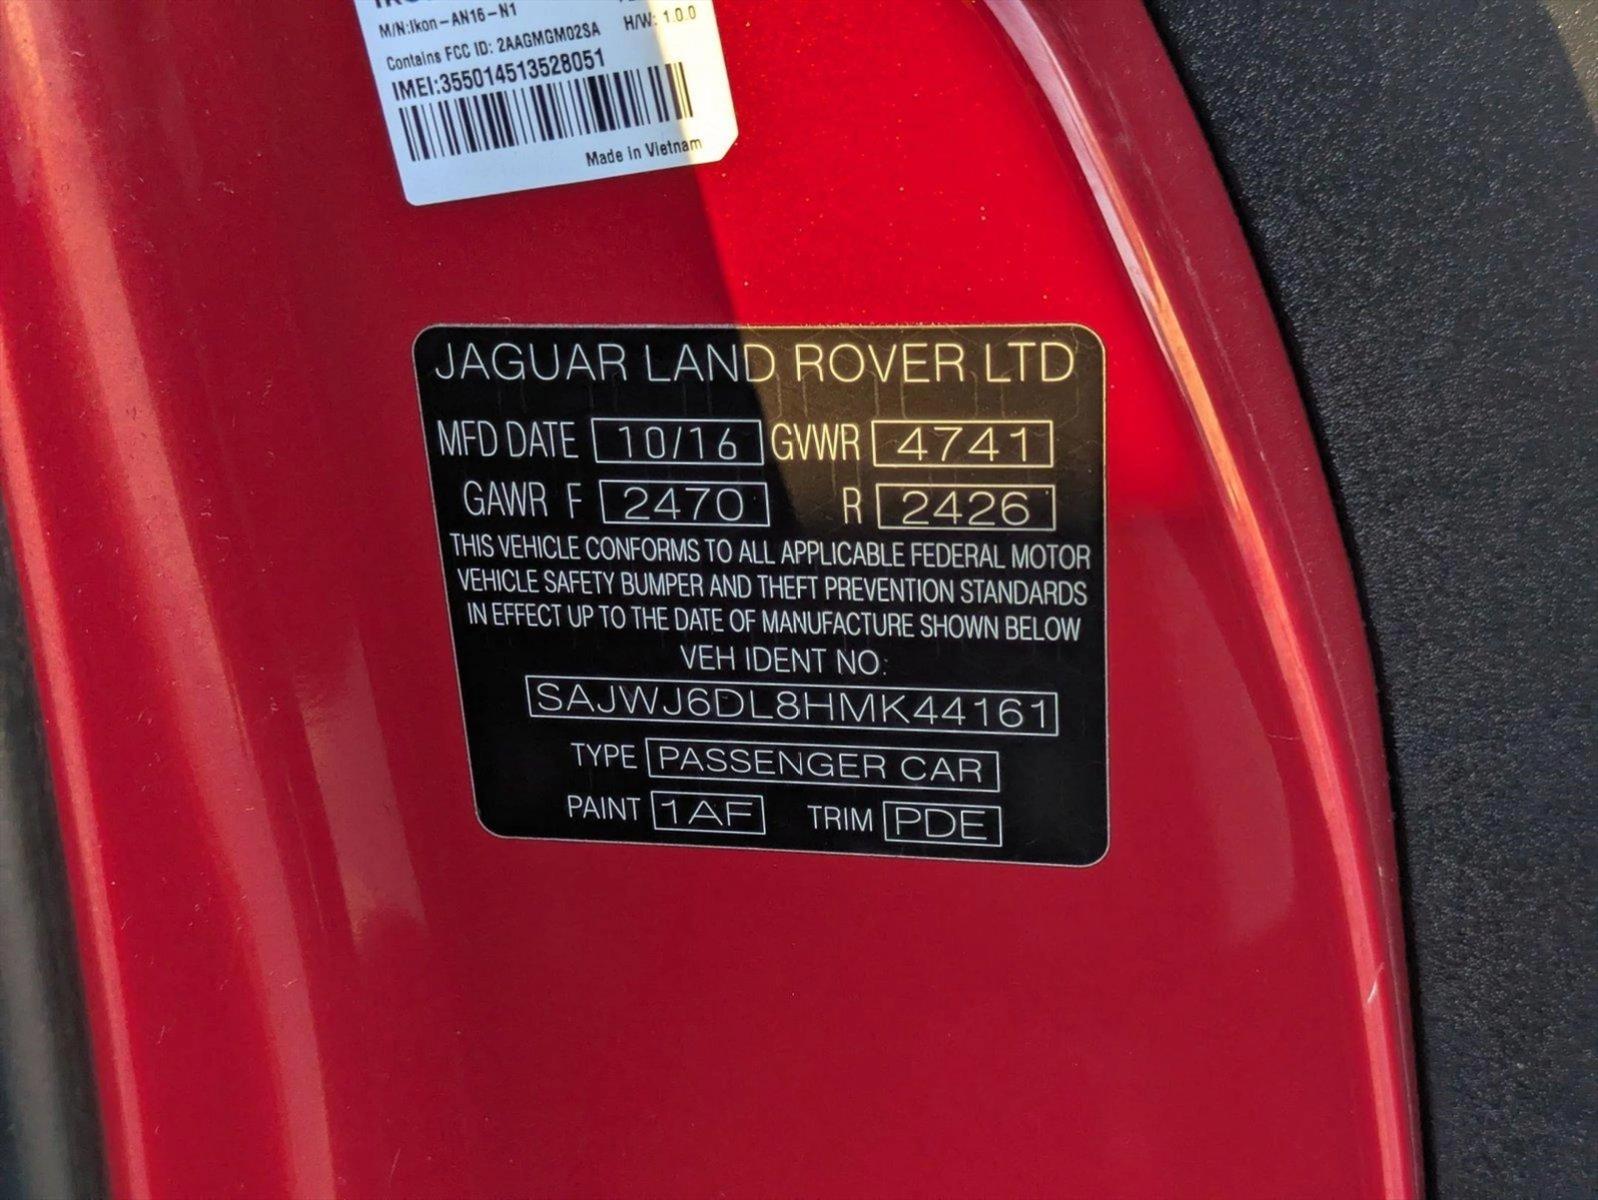 M/N:Ikon-AN16-N1
Contains FCC ID: 2AAGMGM02SA H/W: 1.0.0
IMEI:355014513528051
Made in Vietnam
JAGUAR LAND ROVER LTD
MFD DATE 10/16 GVWR 4741
GAWR F 2470 R 2426
THIS VEHICLE CONFORMS TO ALL APPLICABLE FEDERAL MOTOR
VEHICLE SAFETY BUMPER AND THEFT PREVENTION STANDARDS
IN EFFECT UP TO THE DATE OF MANUFACTURE SHOWN BELOW
VEH IDENT NO:
SAJWJ6DL8HMK44161
TYPE PASSENGER CAR
PAINT 1AF TRIM PDE